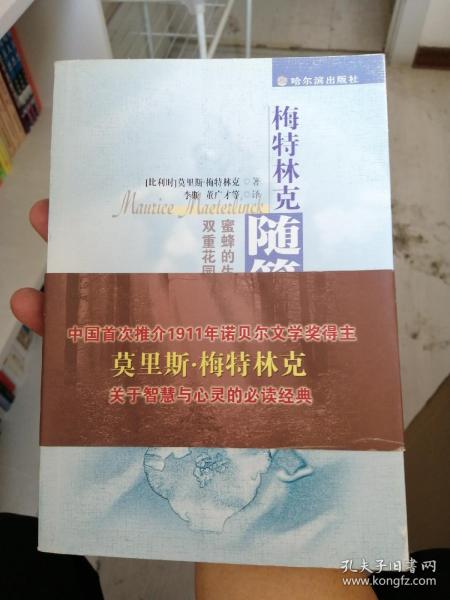 哈尔滨出版社
梅特林克
随
[比利时]莫里斯·梅特林克 ◎ 著
李斯 董广才等 ◎ 译
Maurice Maeterlinck
蜜蜂的
双重花园
中国首次推介1911年诺贝尔文学奖得主
莫里斯·梅特林克
关于智慧与心灵的必读经典
孔夫子旧书网
www.kongfz.com